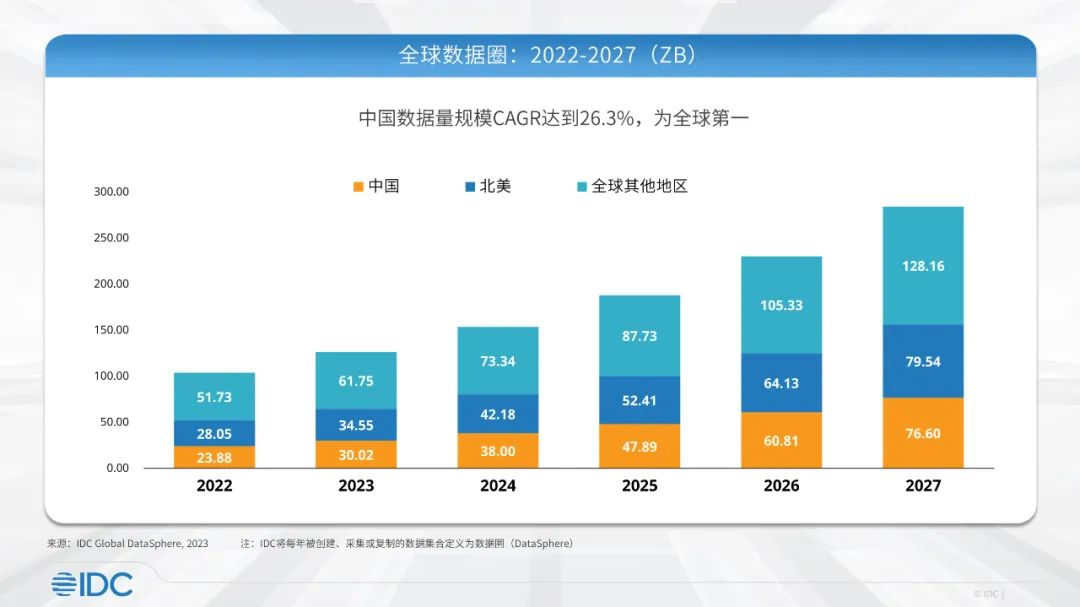 全球数据圈：2022-2027（ZB）
中国数据量规模CAGR达到26.3%，为全球第一
中国 北美 全球其他地区
300.00
250.00
200.00
150.00
100.00
50.00
0.00
51.73 61.75 73.34 87.73 105.33 128.16
28.05 34.55 42.18 52.41 64.13 79.54
23.88 30.02 38.00 47.89 60.81 76.60
2022 2023 2024 2025 2026 2027
来源：IDC Global DataSphere, 2023 注：IDC将每年被创建、采集或复制的数据集合定义为数据圈（DataSphere）
IDC
© IDC |